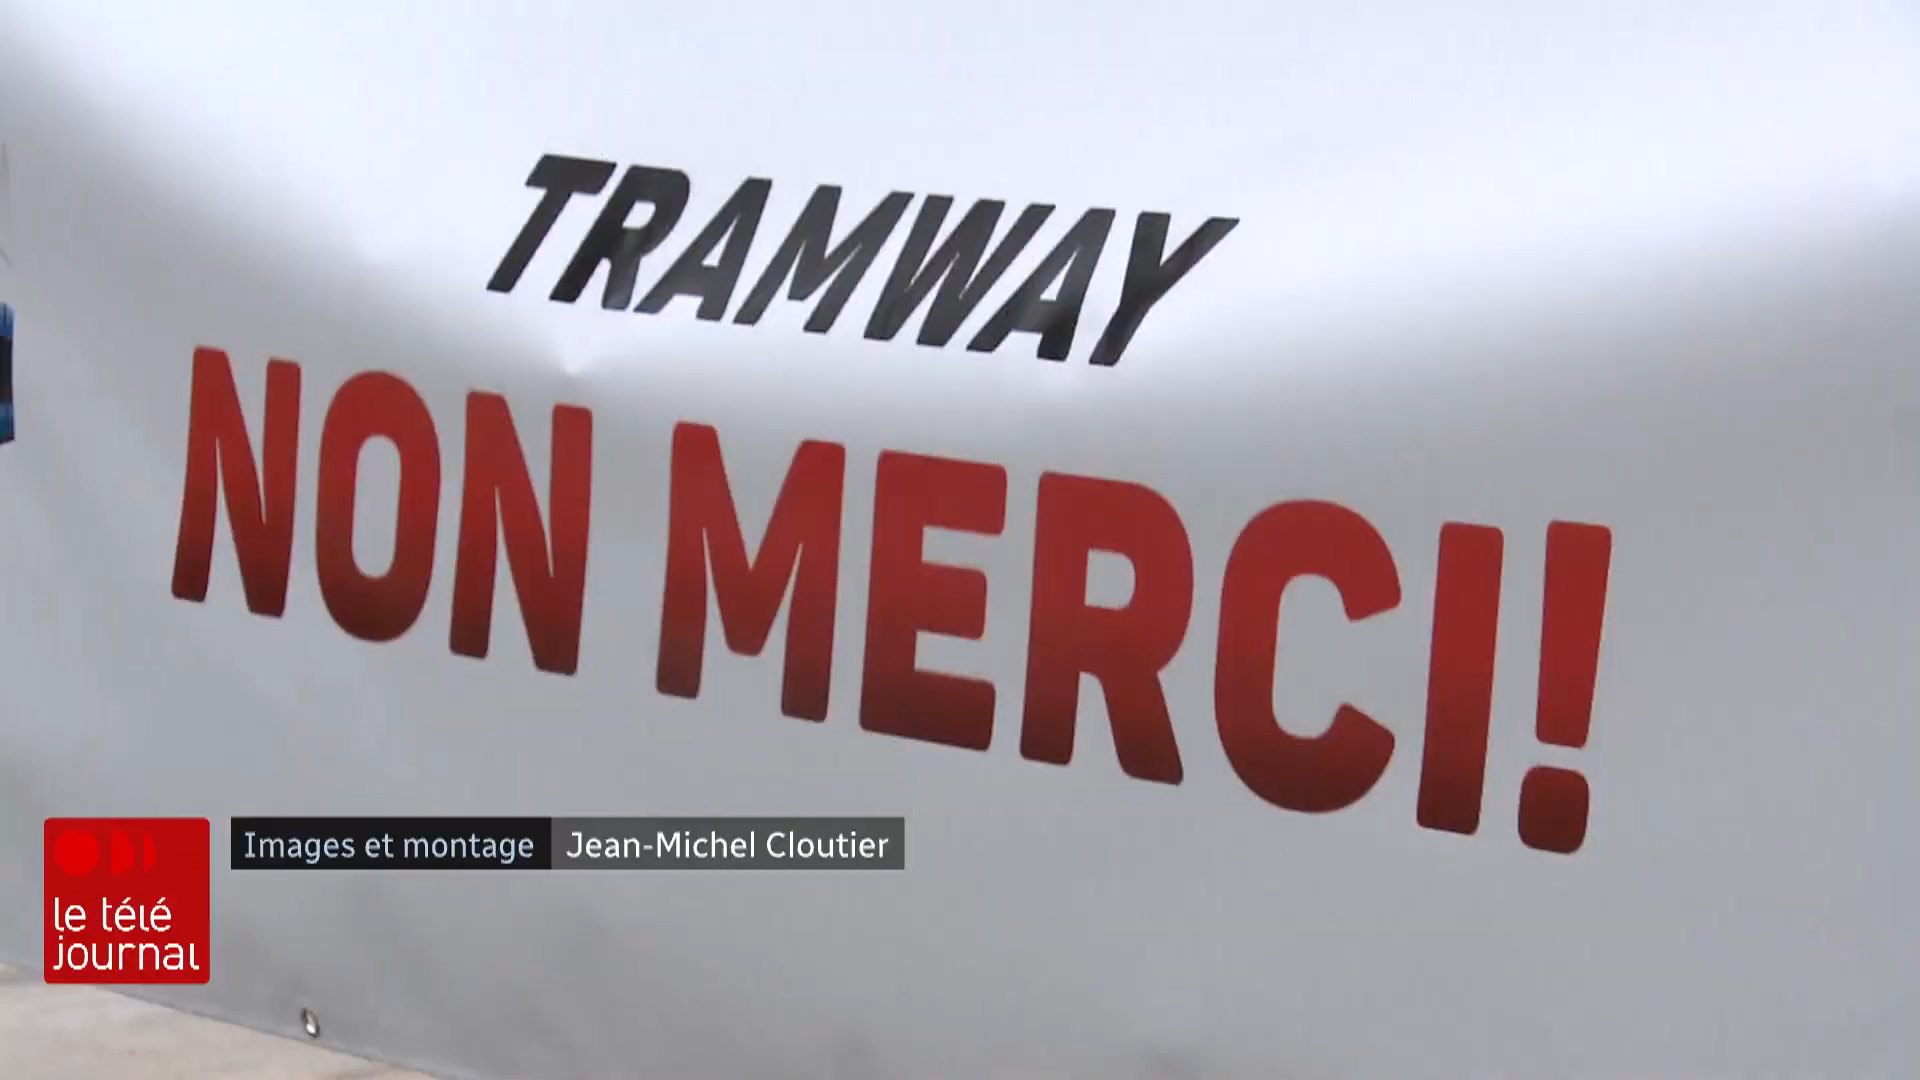 TRAMWAY
NON MERCI!
Images et montage Jean-Michel Cloutier
le télé
journal